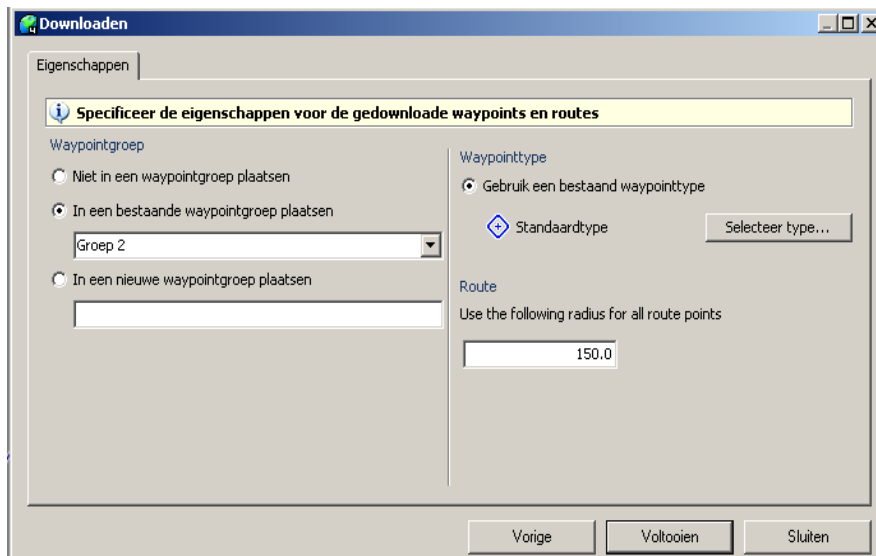 Downloaden
Eigenschappen
Specificeer de eigenschappen voor de gedownloade waypoints en routes
Waypointgroep
Niet in een waypointgroep plaatsen
In een bestaande waypointgroep plaatsen
Groep 2
In een nieuwe waypointgroep plaatsen
Waypointtype
Gebruik een bestaand waypointtype
Standaardtype
Selecteer type...
Route
Use the following radius for all route points
150.0
Vorige
Voltooien
Sluiten